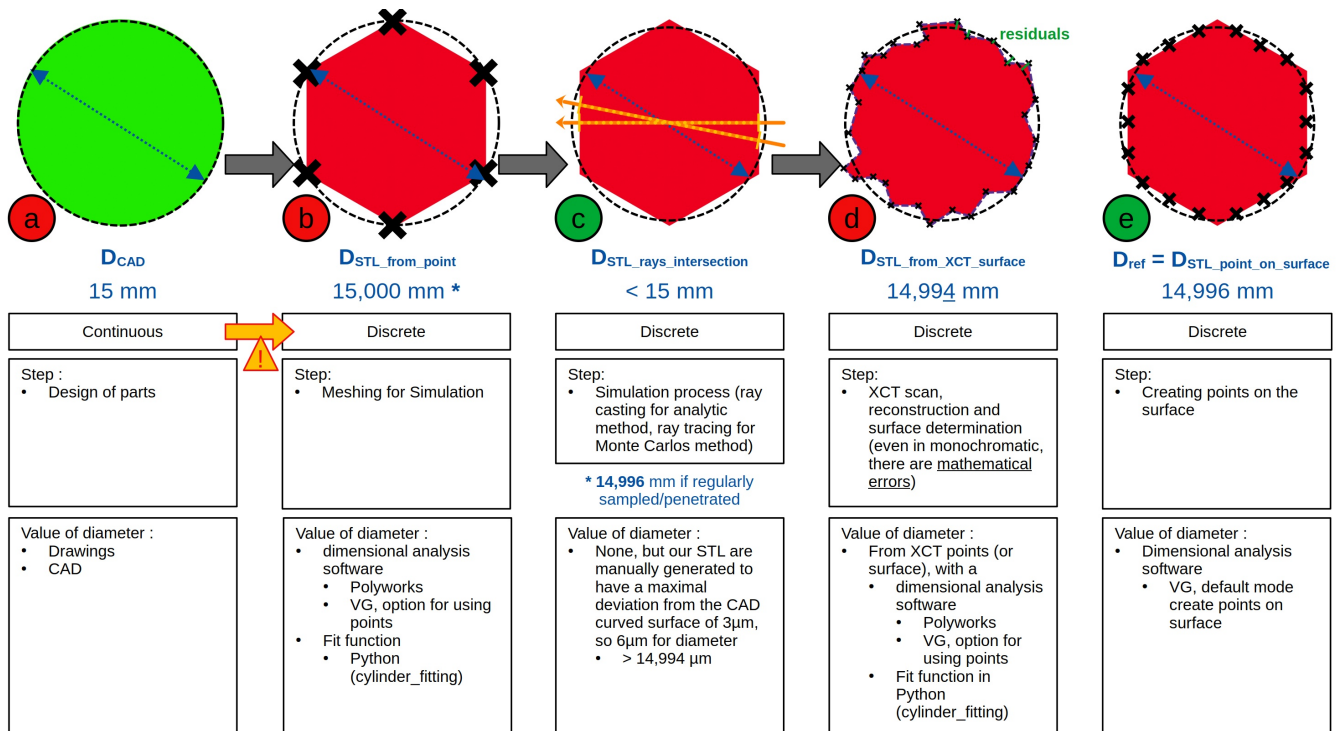 residuals
a
b
c
d
e
D_CAD
15 mm
D_STL_from_point
15,000 mm *
D_STL_rays_intersection
< 15 mm
D_STL_from_XCT_surface
14,994 mm
D_ref = D_STL_point_on_surface
14,996 mm
Continuous
!
Discrete
Discrete
Discrete
Discrete
Step :
• Design of parts
Step:
• Meshing for Simulation
Step:
• Simulation process (ray
casting for analytic
method, ray tracing for
Monte Carlos method)
* 14,996 mm if regularly
sampled/penetrated
Step:
• XCT scan,
reconstruction and
surface determination
(even in monochromatic,
there are mathematical
errors)
Step:
• Creating points on the
surface
Value of diameter :
• Drawings
• CAD
Value of diameter :
• dimensional analysis
software
• Polyworks
• VG, option for using
points
• Fit function
• Python
(cylinder_fitting)
Value of diameter :
• None, but our STL are
manually generated to
have a maximal
deviation from the CAD
curved surface of 3µm,
so 6µm for diameter
• > 14,994 µm
Value of diameter :
• From XCT points (or
surface), with a
• dimensional analysis
software
• Polyworks
• VG, option for
using points
• Fit function in
Python
(cylinder_fitting)
Value of diameter :
• Dimensional analysis
software
• VG, default mode
create points on
surface